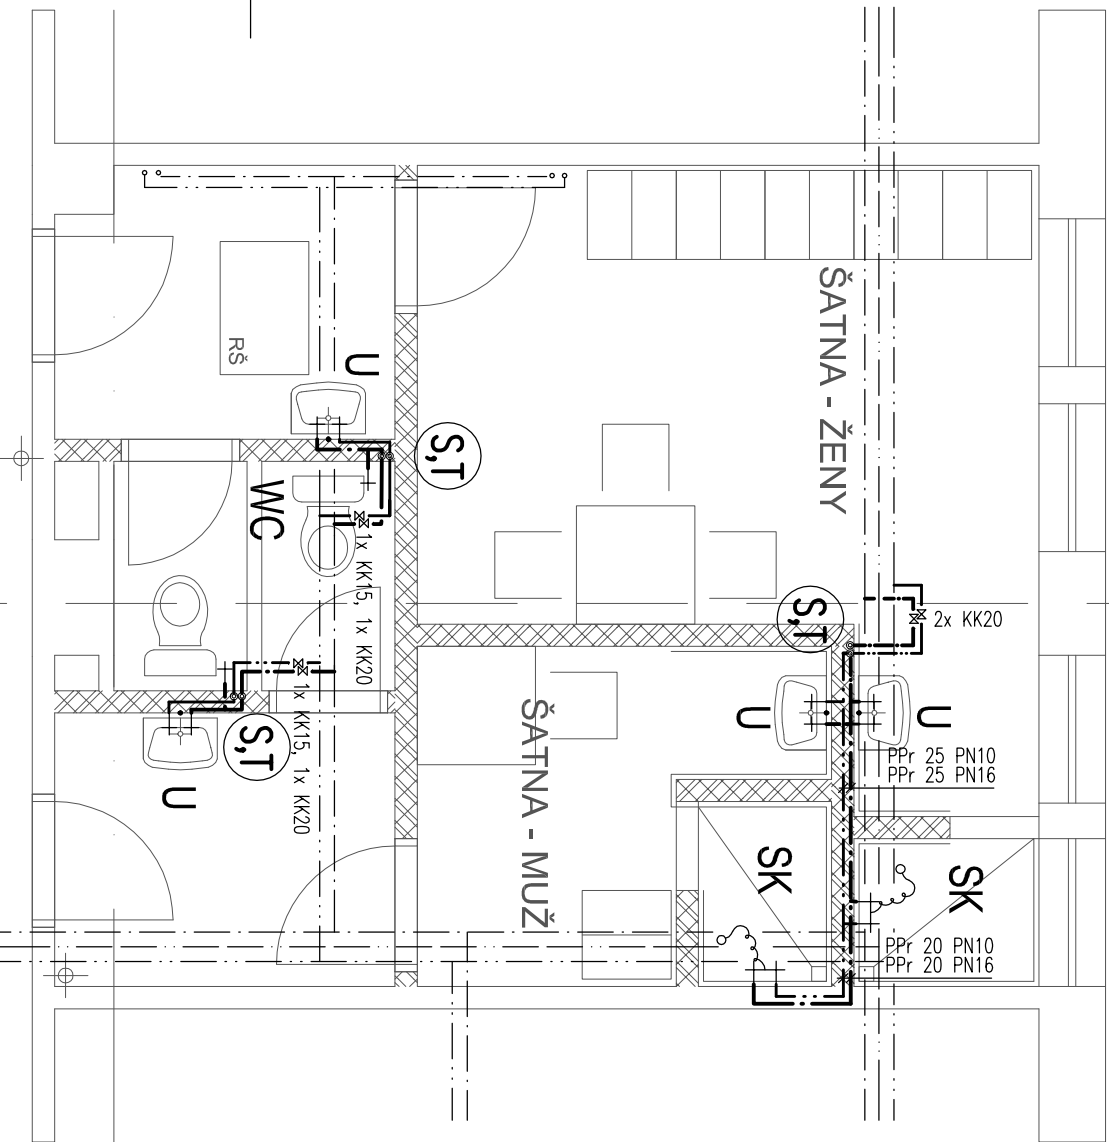 RŠ
U
ŠATNA - ŽENY
S,T
WC
1x KK15, 1x KK20
S,T
2x KK20
U
U
PPr 25 PN10
PPr 25 PN16
1x KK15, 1x KK20
S,T
U
ŠATNA - MUŽ
SK
SK
PPr 20 PN10
PPr 20 PN16